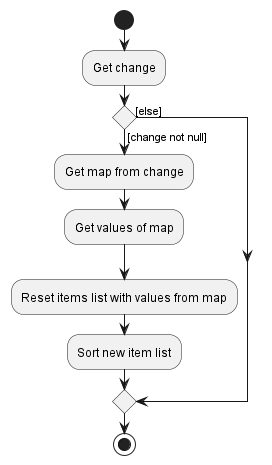 Get change
[else]
[change not null]
Get map from change
Get values of map
Reset items list with values from map
Sort new item list